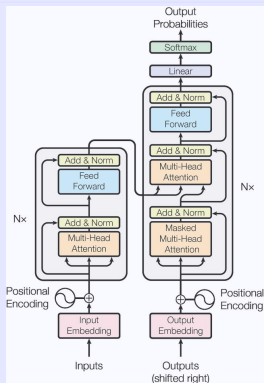 Output
Probabilities
Softmax
Linear
Add & Norm
Feed
Forward
Add & Norm
Multi-Head
Attention
Add & Norm
Masked
Multi-Head
Attention
N×
Positional
Encoding
Output
Embedding
Outputs
(shifted right)
Add & Norm
Feed
Forward
N×
Add & Norm
Multi-Head
Attention
Positional
Encoding
Input
Embedding
Inputs